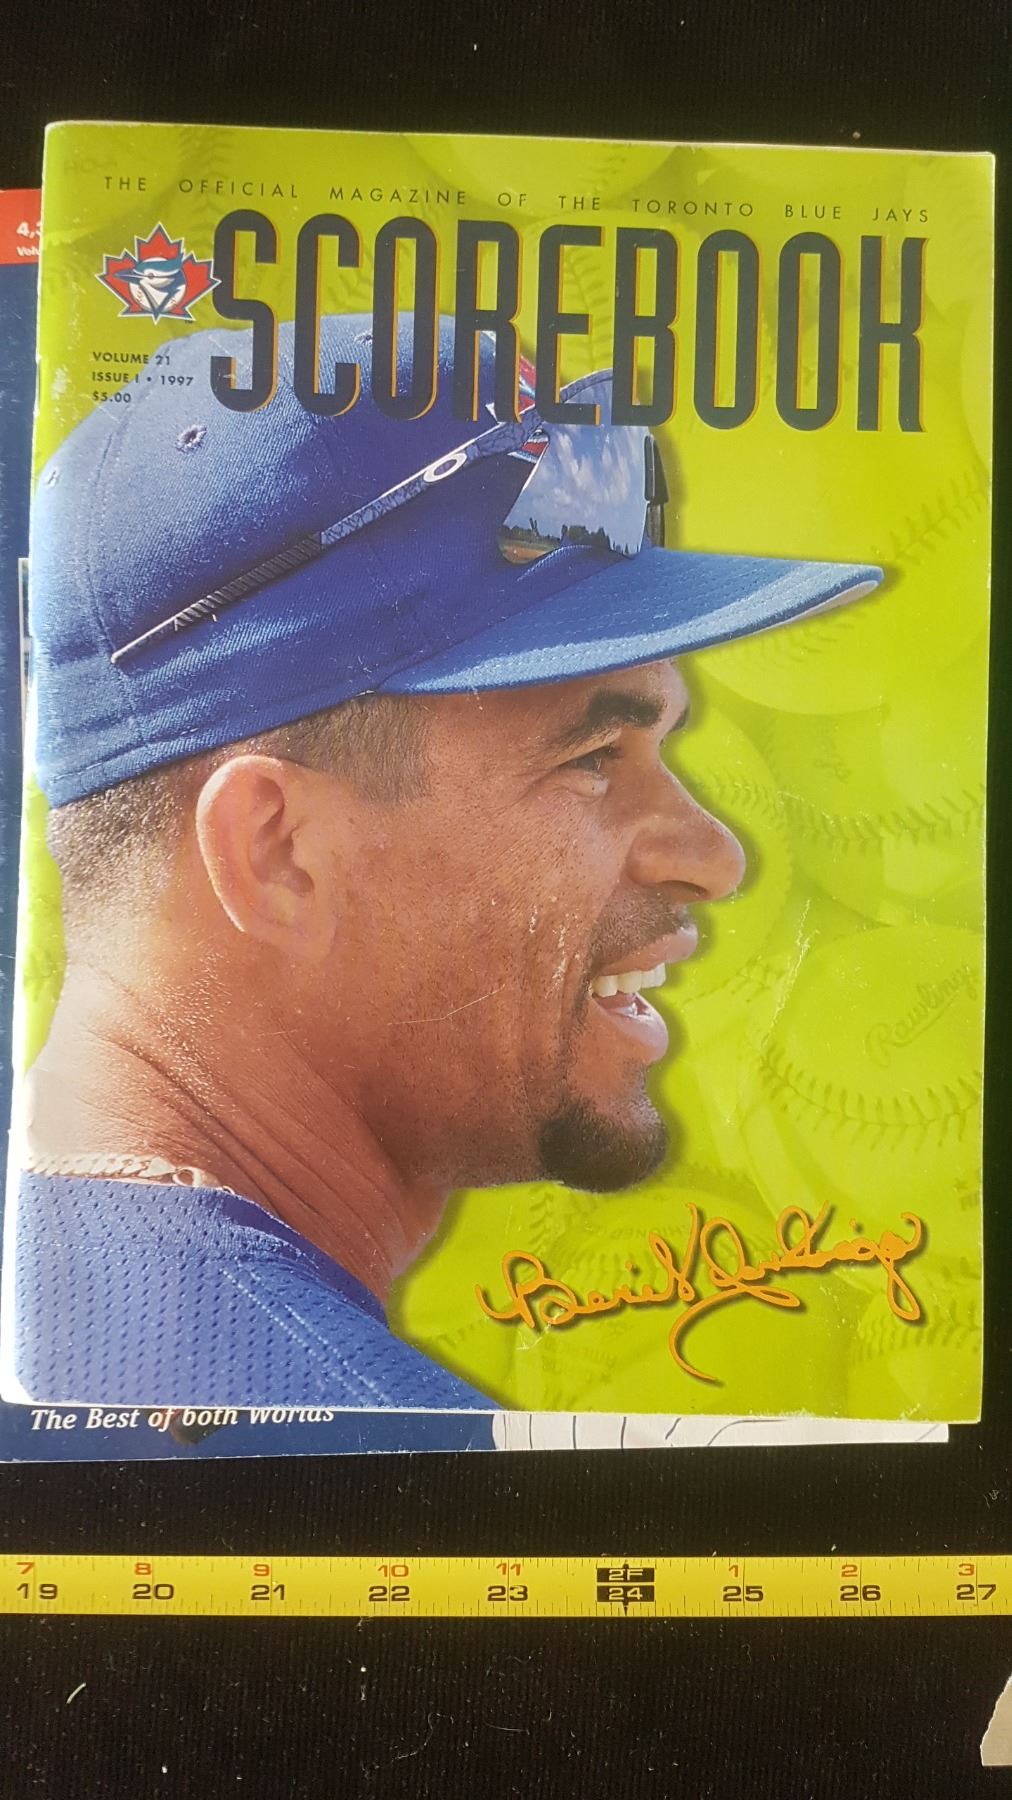 THE OFFICIAL MAGAZINE OF THE TORONTO BLUE JAYS
SCOREBOOK
VOLUME 21
ISSUE 1 • 1997
$5.00
Rawlings
The Best of both Worlds
7 8 9 10 11 2F 1 2 3
19 20 21 22 23 24 25 26 27